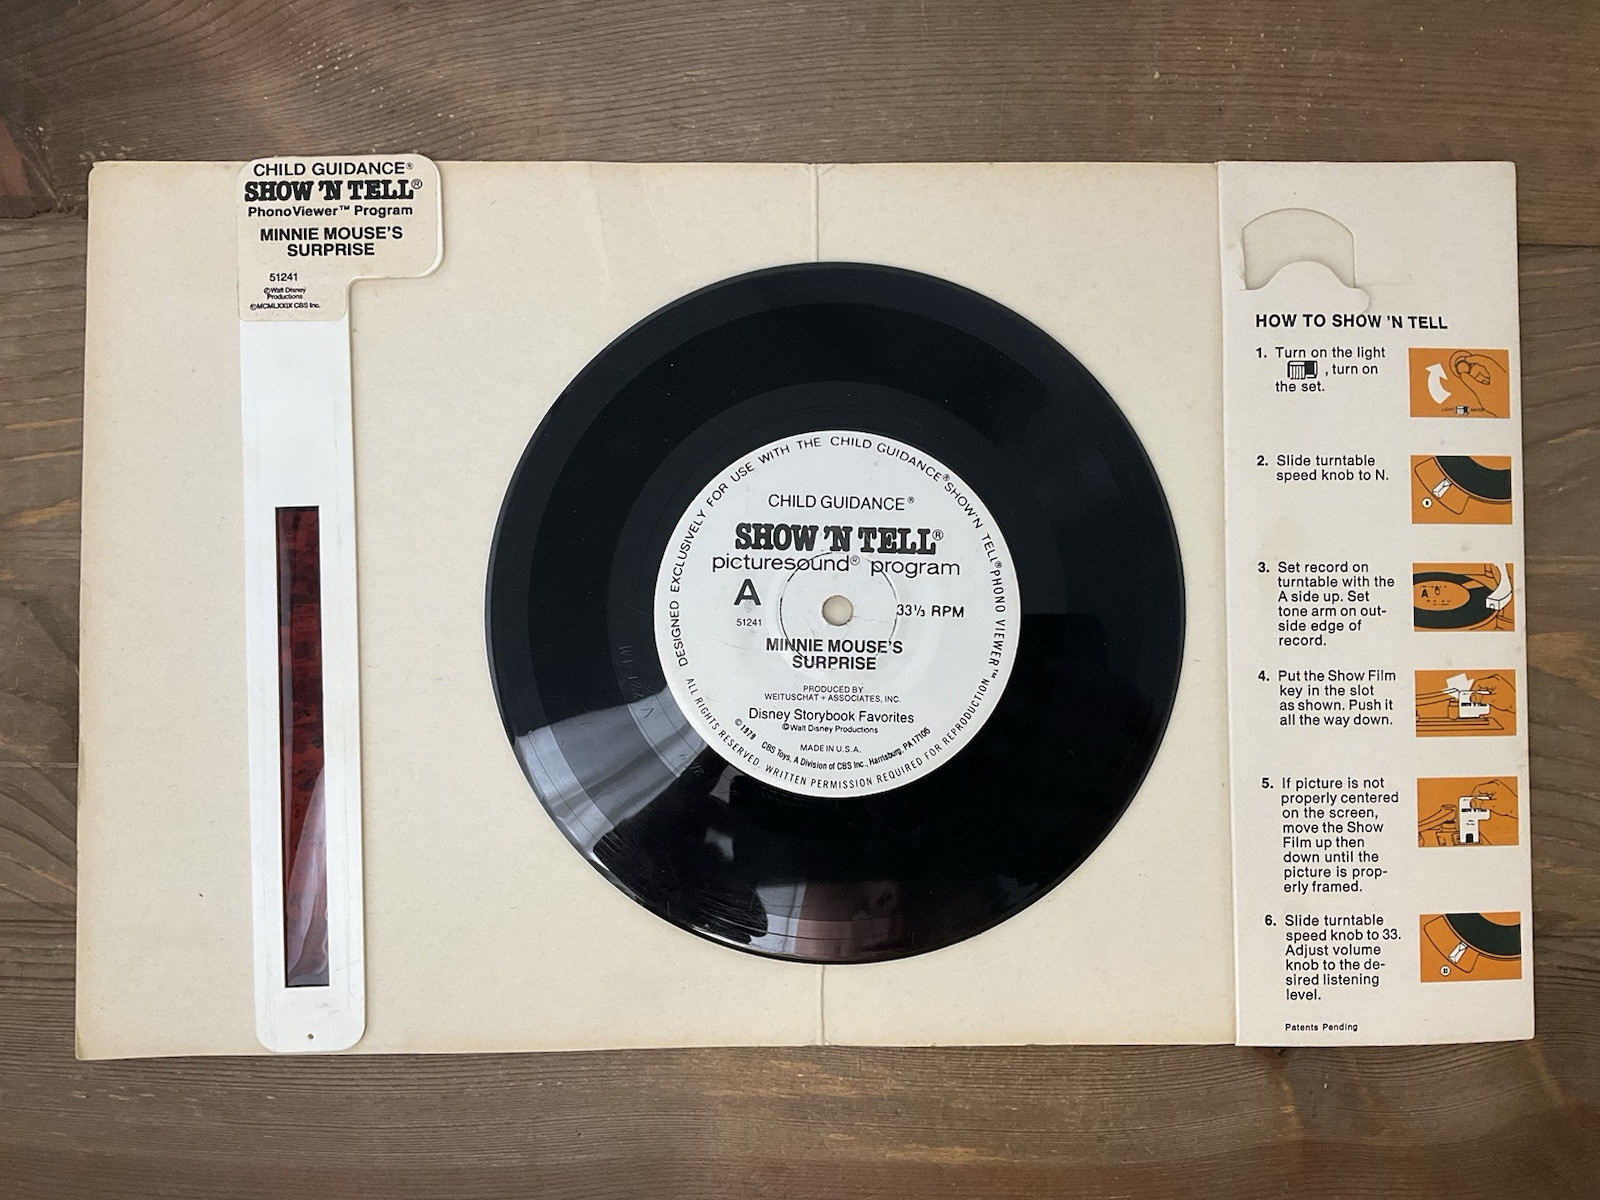 CHILD GUIDANCE®
SHOW 'N TELL®
PhonoViewer™ Program
MINNIE MOUSE'S
SURPRISE
51241
©Walt Disney
Productions
©MCMLXXIX CBS Inc.
DESIGNED EXCLUSIVELY FOR USE WITH THE CHILD GUIDANCE® SHOW 'N TELL® PHONO VIEWER™
CHILD GUIDANCE®
SHOW 'N TELL®
picturesound® program
A
33⅓ RPM
51241
MINNIE MOUSE'S
SURPRISE
PRODUCED BY
WEITUSCHAT + ASSOCIATES, INC.
Disney Storybook Favorites
©Walt Disney Productions
MADE IN U.S.A.
©1979 CBS Toys, A Division of CBS Inc., Harrisburg, PA 17105
ALL RIGHTS RESERVED. WRITTEN PERMISSION REQUIRED FOR REPRODUCTION
HOW TO SHOW 'N TELL
1. Turn on the light
, turn on
the set.
2. Slide turntable
speed knob to N.
3. Set record on
turntable with the
A side up. Set
tone arm on out-
side edge of
record.
A
4. Put the Show Film
key in the slot
as shown. Push it
all the way down.
5. If picture is not
properly centered
on the screen,
move the Show
Film up then
down until the
picture is prop-
erly framed.
6. Slide turntable
speed knob to 33.
Adjust volume
knob to the de-
sired listening
level.
Patents Pending